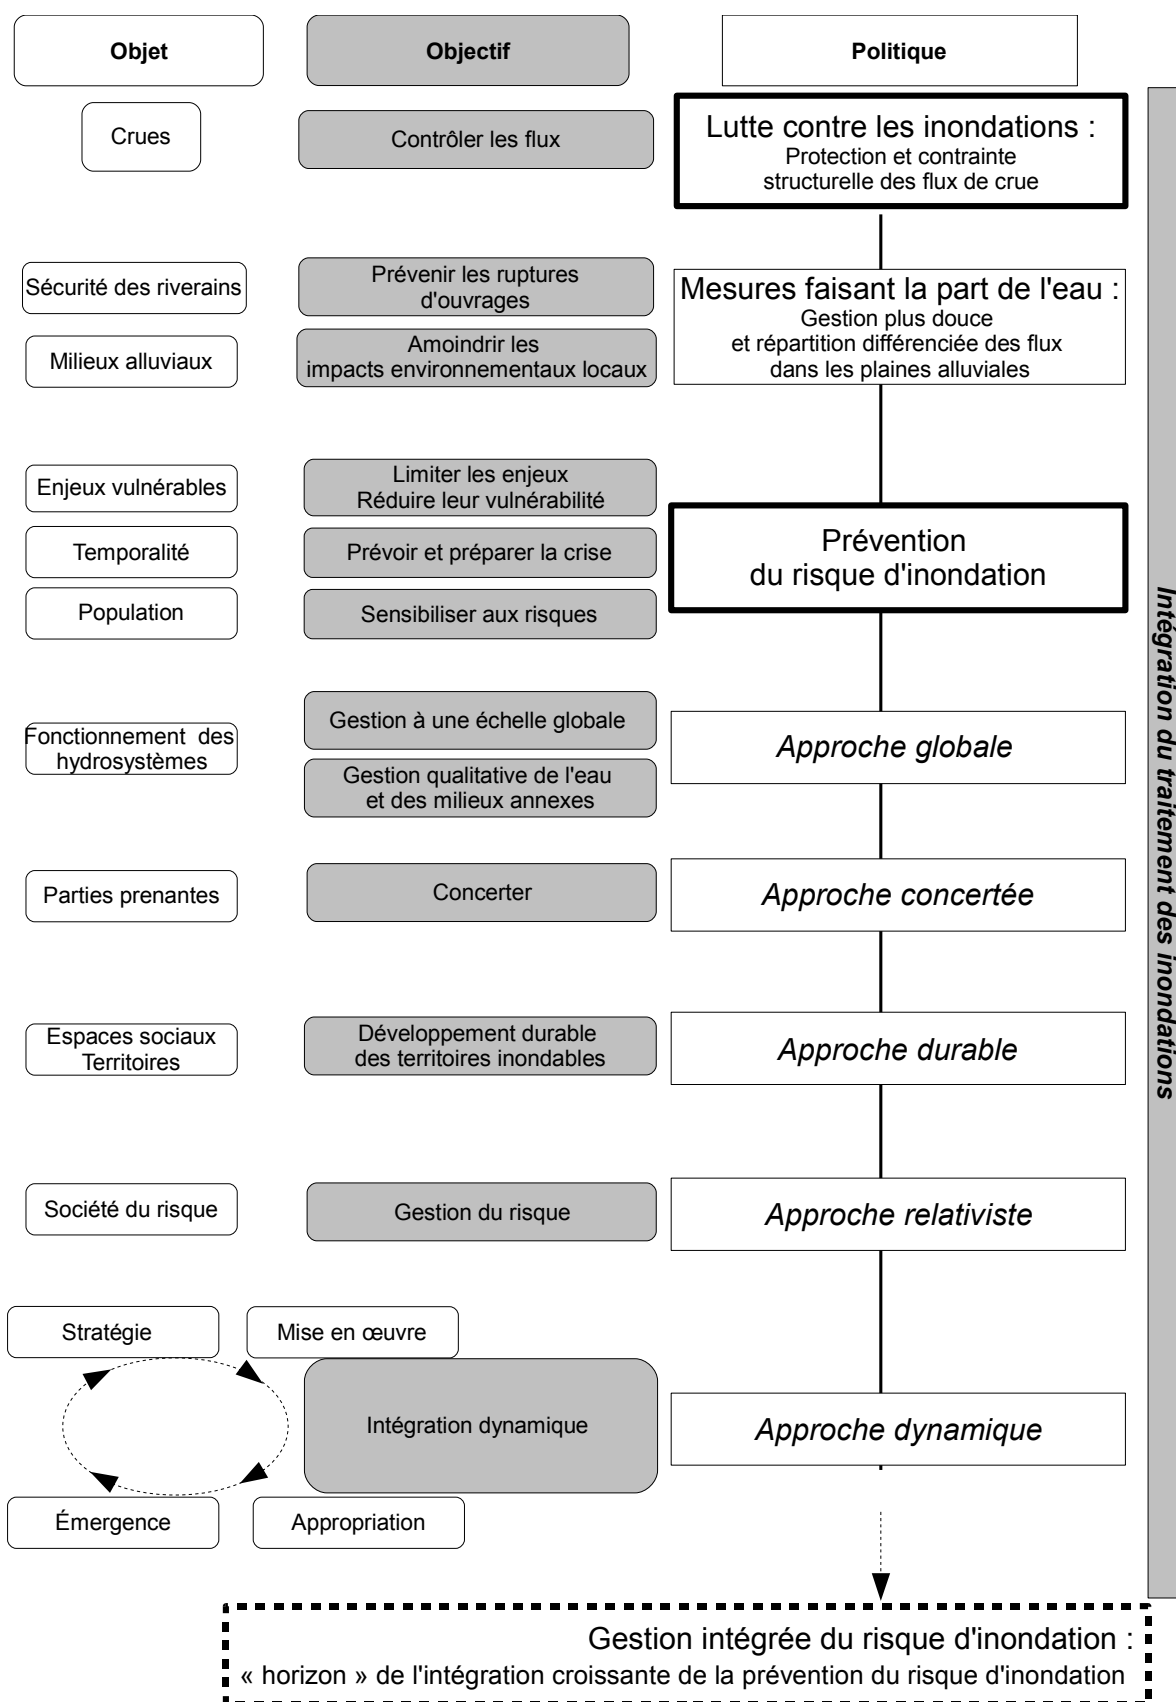 Objet
Objectif
Politique
Crues
Contrôler les flux
Lutte contre les inondations :
Protection et contrainte
structurelle des flux de crue
Sécurité des riverains
Prévenir les ruptures
d'ouvrages
Mesures faisant la part de l'eau :
Gestion plus douce
et répartition différenciée des flux
dans les plaines alluviales
Milieux alluviaux
Amoindrir les
impacts environnementaux locaux
Enjeux vulnérables
Limiter les enjeux
Réduire leur vulnérabilité
Temporalité
Prévoir et préparer la crise
Prévention
du risque d'inondation
Population
Sensibiliser aux risques
Fonctionnement des
hydrosystèmes
Gestion à une échelle globale
Gestion qualitative de l'eau
et des milieux annexes
Approche globale
Parties prenantes
Concerter
Approche concertée
Espaces sociaux
Territoires
Développement durable
des territoires inondables
Approche durable
Société du risque
Gestion du risque
Approche relativiste
Stratégie
Mise en œuvre
Intégration dynamique
Approche dynamique
Émergence
Appropriation
Intégration du traitement des inondations
Gestion intégrée du risque d'inondation :
« horizon » de l'intégration croissante de la prévention du risque d'inondation